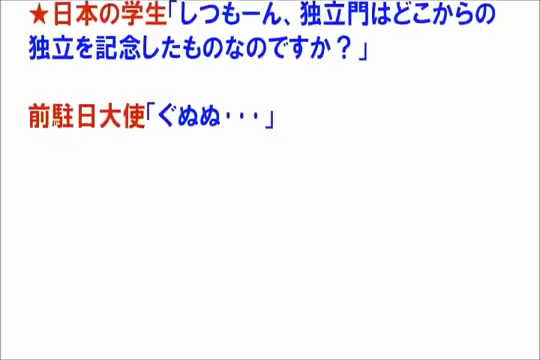 ★日本の学生「しつもーん、独立門はどこからの
独立を記念したものなのですか？」
前駐日大使「ぐぬぬ・・・」